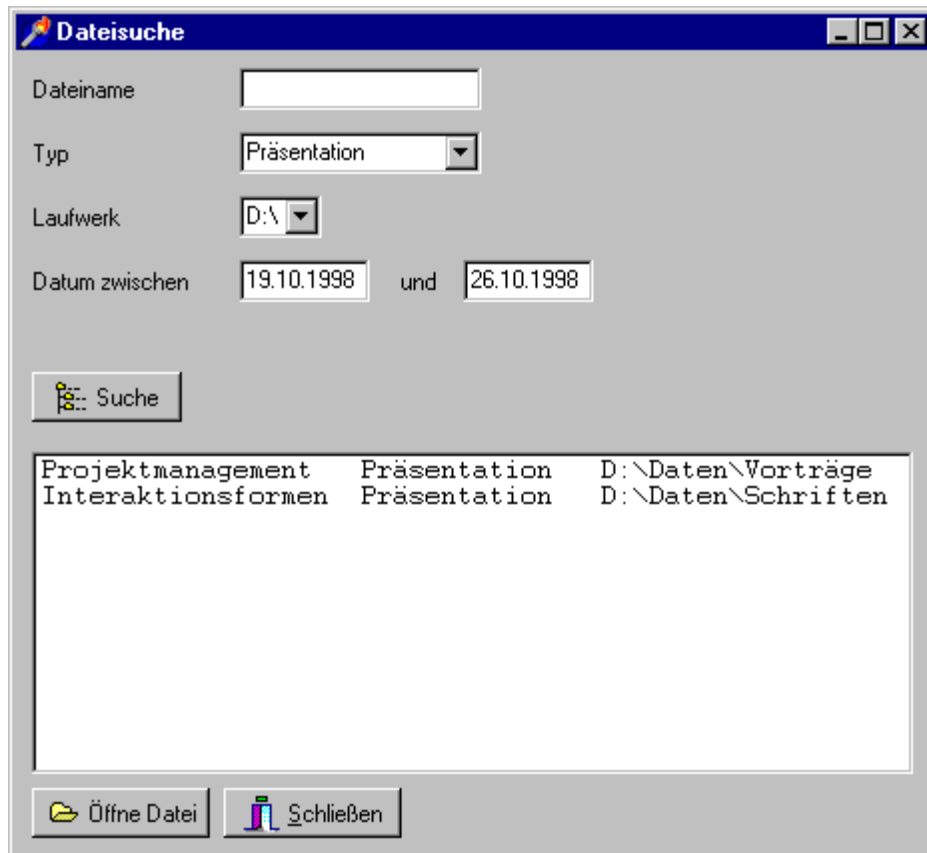 Dateisuche
Dateiname
Typ Präsentation
Laufwerk D:\
Datum zwischen 19.10.1998 und 26.10.1998
Suche
Projektmanagement Präsentation D:\Daten\Vorträge
Interaktionsformen Präsentation D:\Daten\Schriften
Öffne Datei Schließen